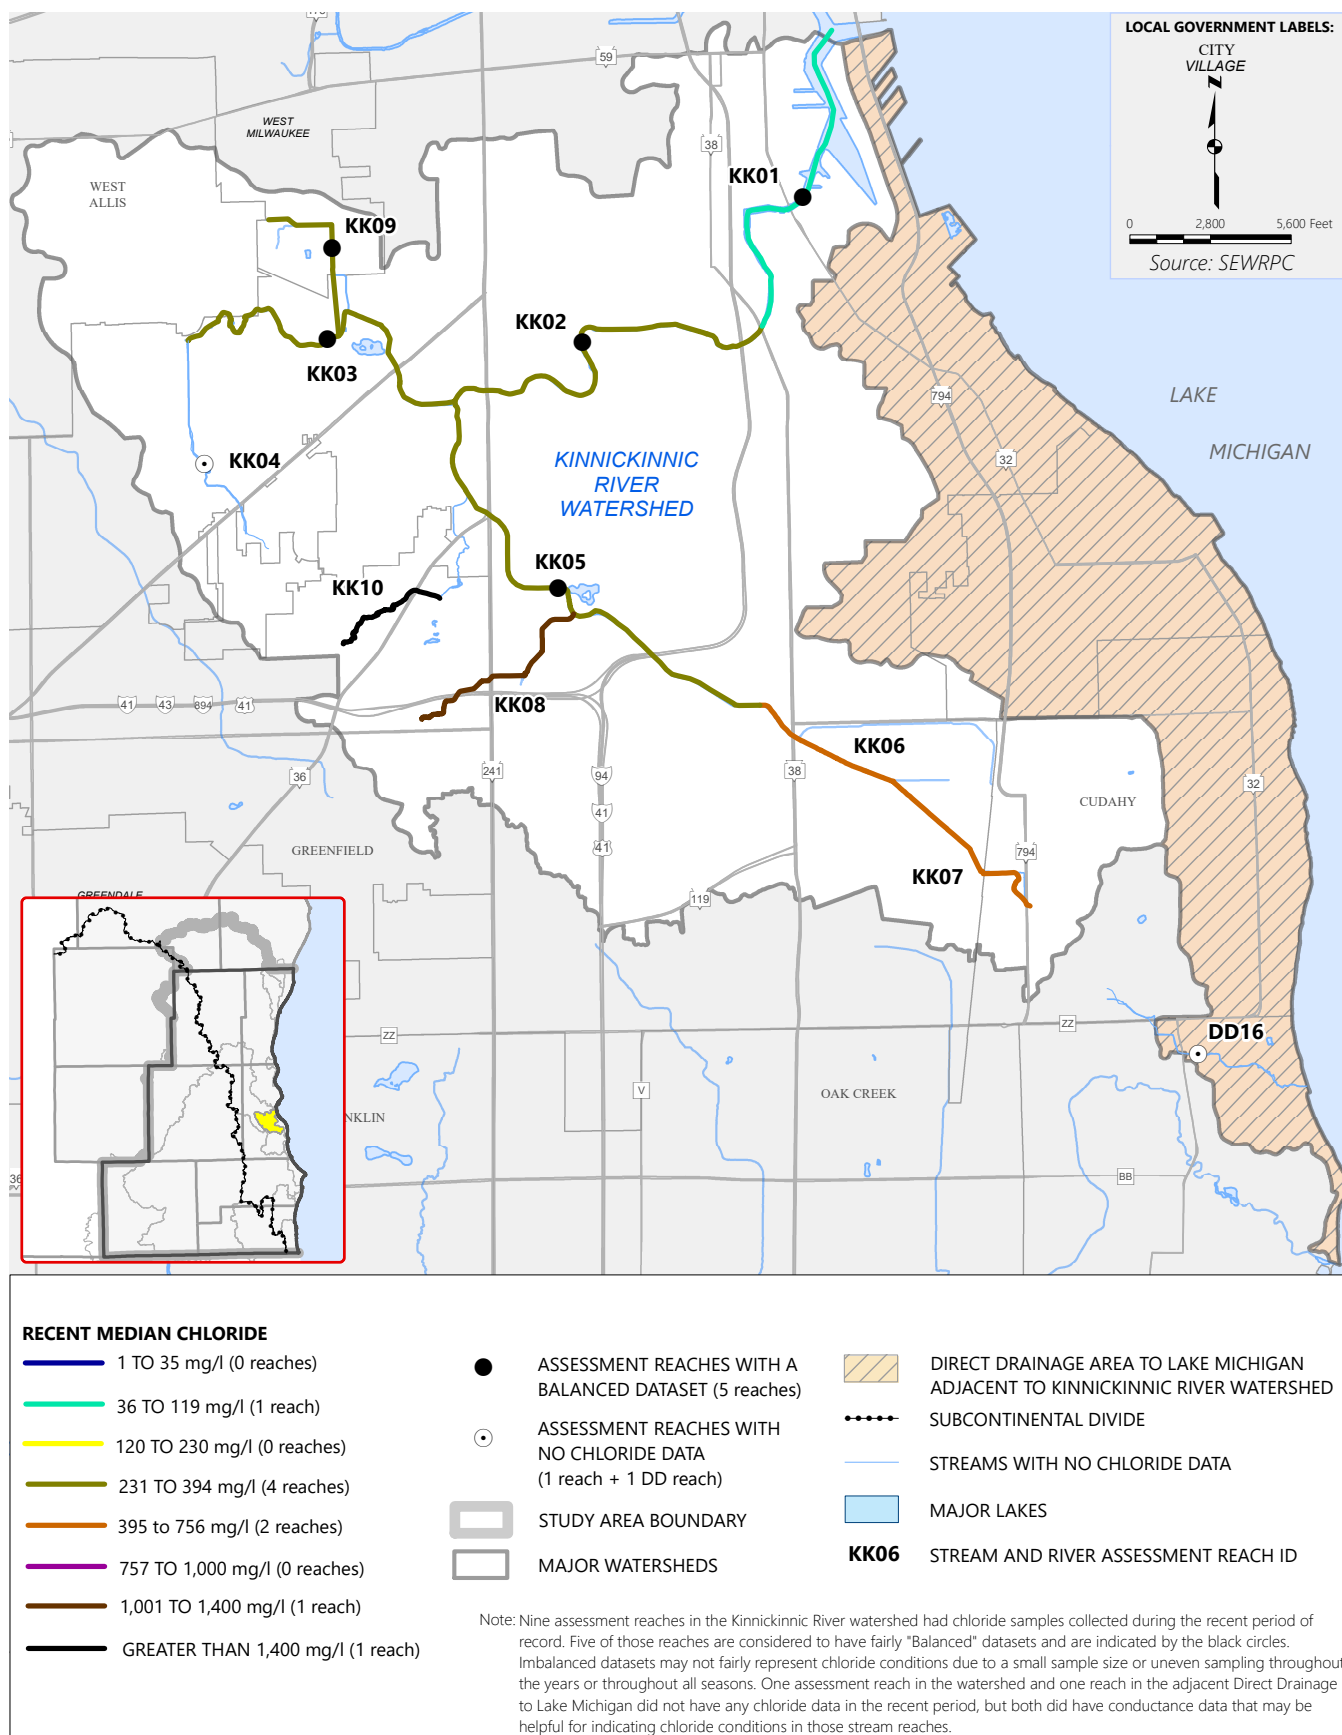 LOCAL GOVERNMENT LABELS:
CITY
VILLAGE
Z
0 2,800 5,600 Feet
Source: SEWRPC
175
59
WEST
MILWAUKEE
38
WEST
ALLIS
KK01
KK09
KK02
KK03
LAKE
MICHIGAN
794
32
KK04
KINNICKINNIC
RIVER
WATERSHED
KK05
KK10
KK08
41
43
894
41
KK06
36
241
94
38
41
41
32
CUDAHY
GREENFIELD
794
KK07
119
GREENDALE
ZZ
ZZ
DD16
V
OAK CREEK
NKLIN
BB
36
RECENT MEDIAN CHLORIDE
1 TO 35 mg/l (0 reaches)
36 TO 119 mg/l (1 reach)
120 TO 230 mg/l (0 reaches)
231 TO 394 mg/l (4 reaches)
395 to 756 mg/l (2 reaches)
757 TO 1,000 mg/l (0 reaches)
1,001 TO 1,400 mg/l (1 reach)
GREATER THAN 1,400 mg/l (1 reach)
ASSESSMENT REACHES WITH A
BALANCED DATASET (5 reaches)
ASSESSMENT REACHES WITH
NO CHLORIDE DATA
(1 reach + 1 DD reach)
STUDY AREA BOUNDARY
MAJOR WATERSHEDS
DIRECT DRAINAGE AREA TO LAKE MICHIGAN
ADJACENT TO KINNICKINNIC RIVER WATERSHED
SUBCONTINENTAL DIVIDE
STREAMS WITH NO CHLORIDE DATA
MAJOR LAKES
KK06 STREAM AND RIVER ASSESSMENT REACH ID
Note: Nine assessment reaches in the Kinnickinnic River watershed had chloride samples collected during the recent period of
record. Five of those reaches are considered to have fairly "Balanced" datasets and are indicated by the black circles.
Imbalanced datasets may not fairly represent chloride conditions due to a small sample size or uneven sampling throughout
the years or throughout all seasons. One assessment reach in the watershed and one reach in the adjacent Direct Drainage
to Lake Michigan did not have any chloride data in the recent period, but both did have conductance data that may be
helpful for indicating chloride conditions in those stream reaches.